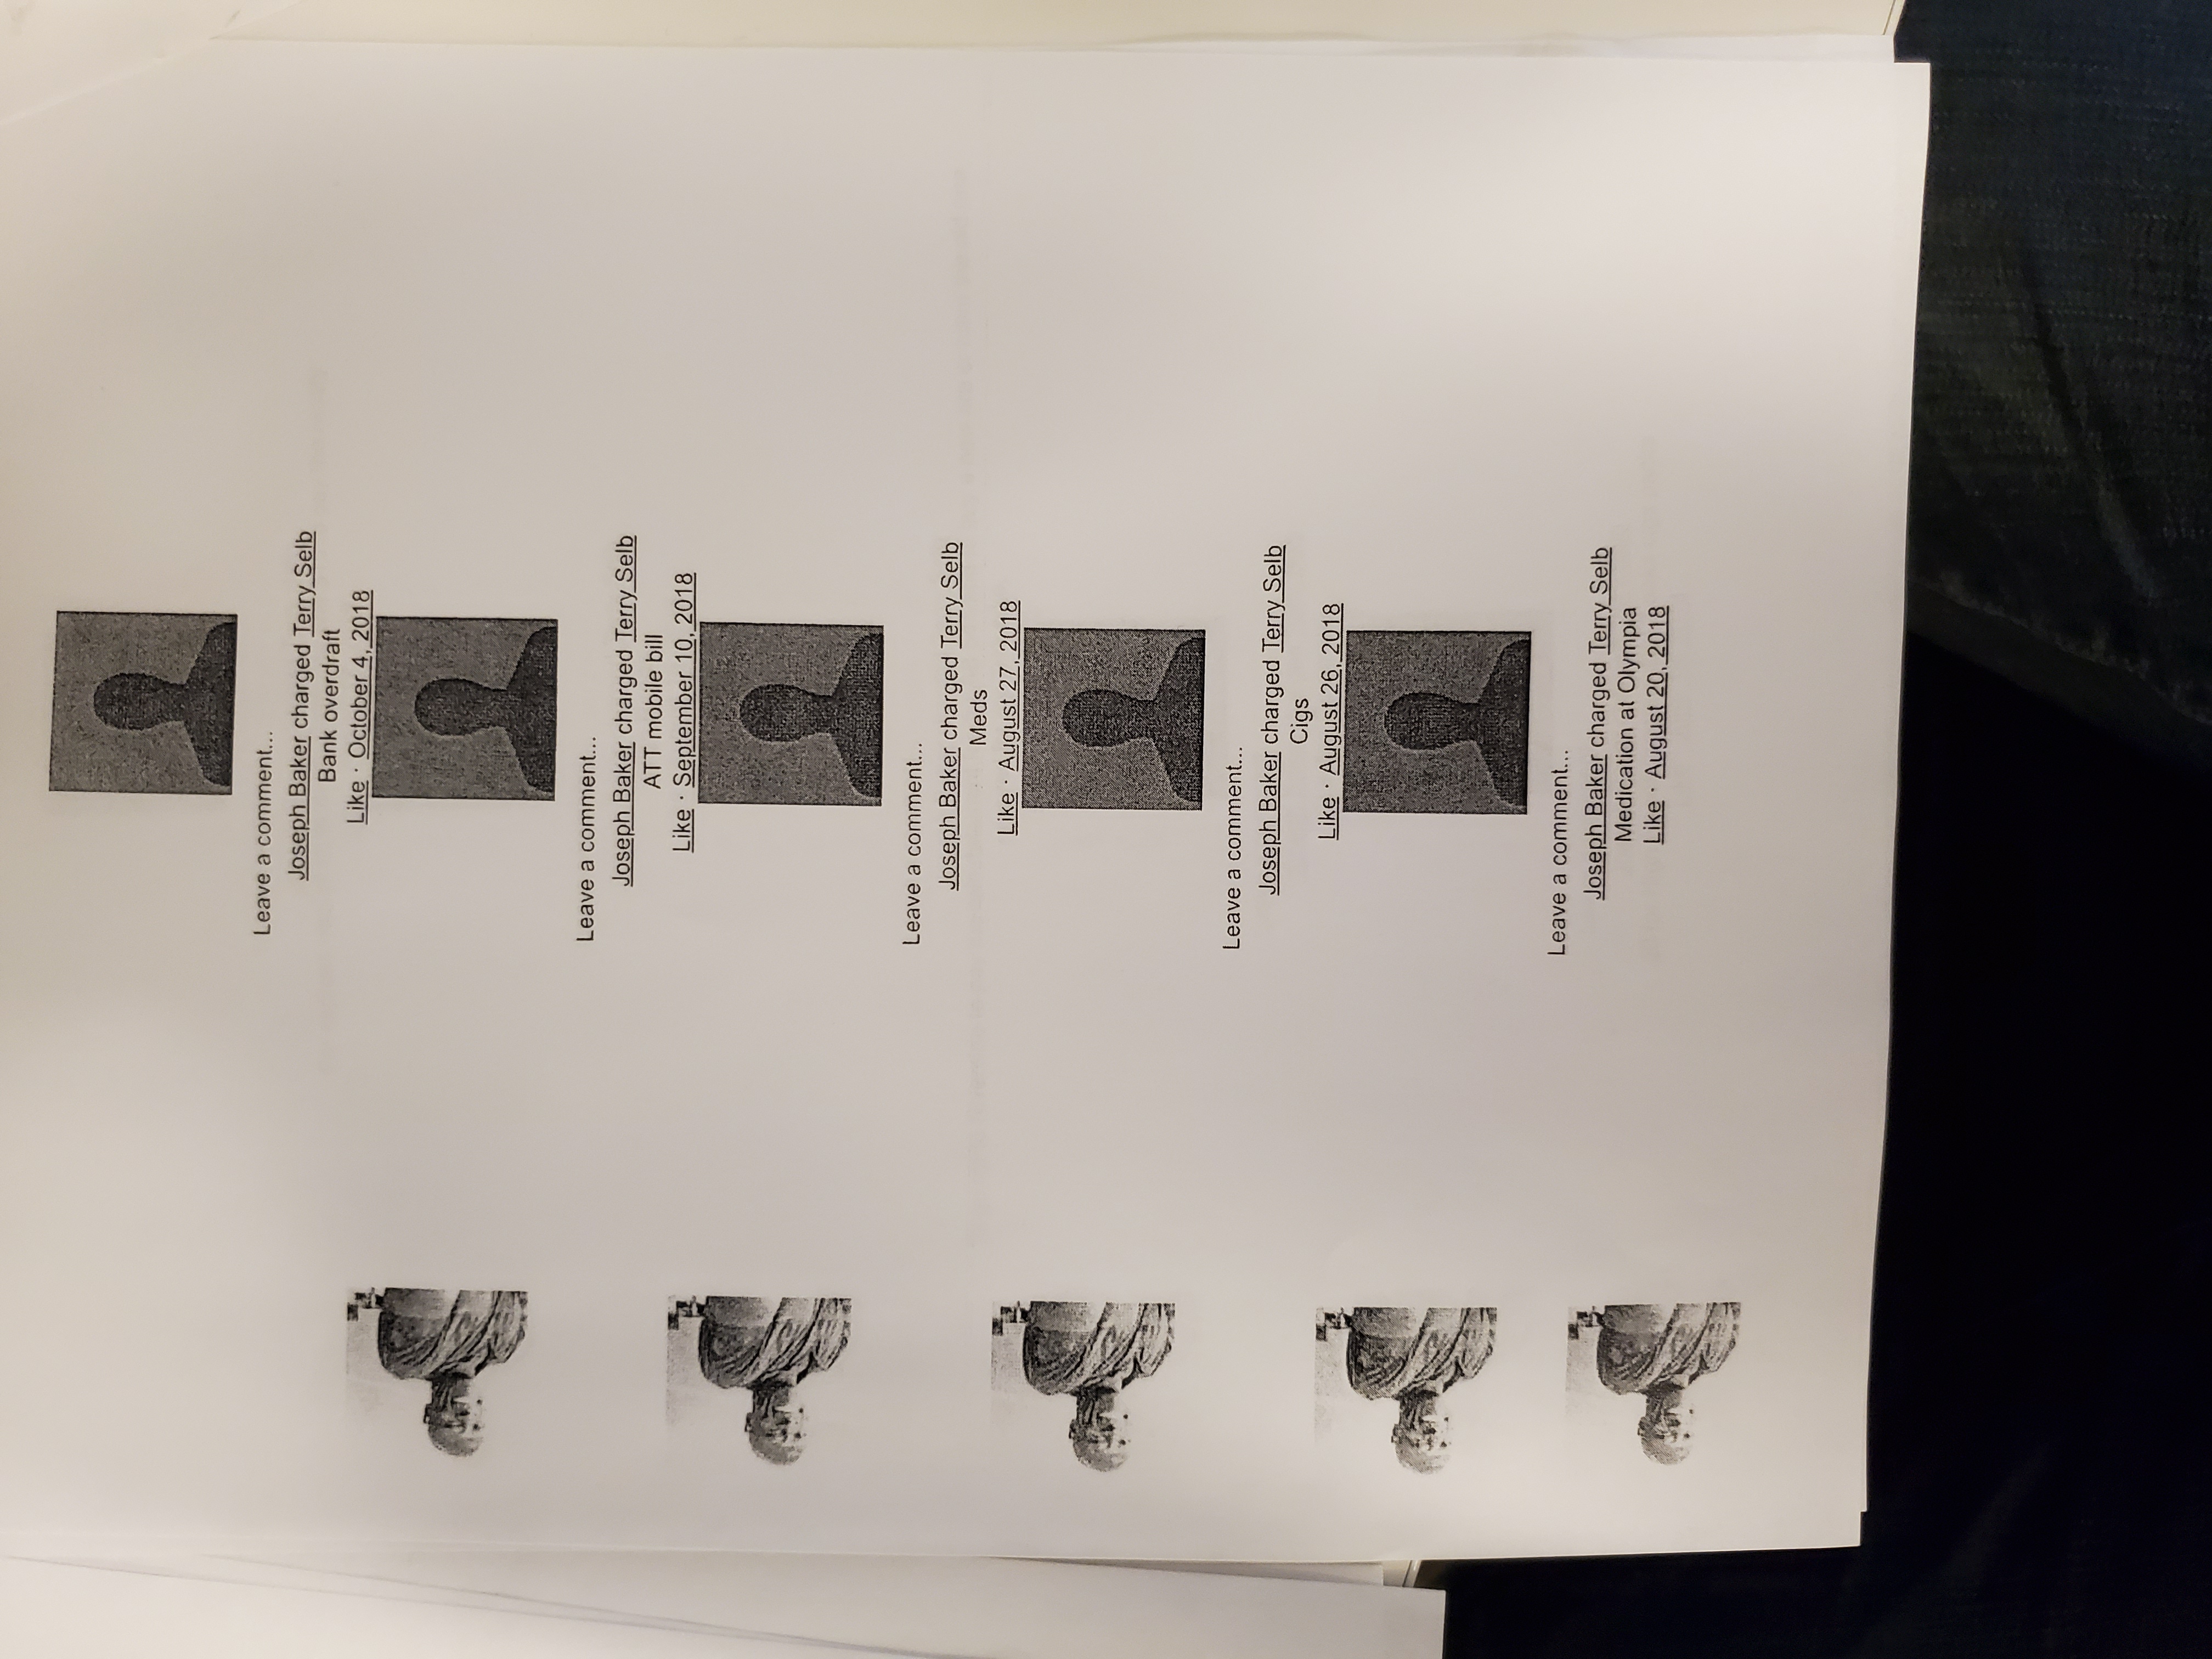 Leave a comment...
Joseph Baker charged Terry Selb
Bank overdraft
Like · October 4, 2018
Leave a comment...
Joseph Baker charged Terry Selb
ATT mobile bill
Like · September 10, 2018
Leave a comment...
Joseph Baker charged Terry Selb
Meds
Like · August 27, 2018
Leave a comment...
Joseph Baker charged Terry Selb
Cigs
Like · August 26, 2018
Leave a comment...
Joseph Baker charged Terry Selb
Medication at Olympia
Like · August 20, 2018